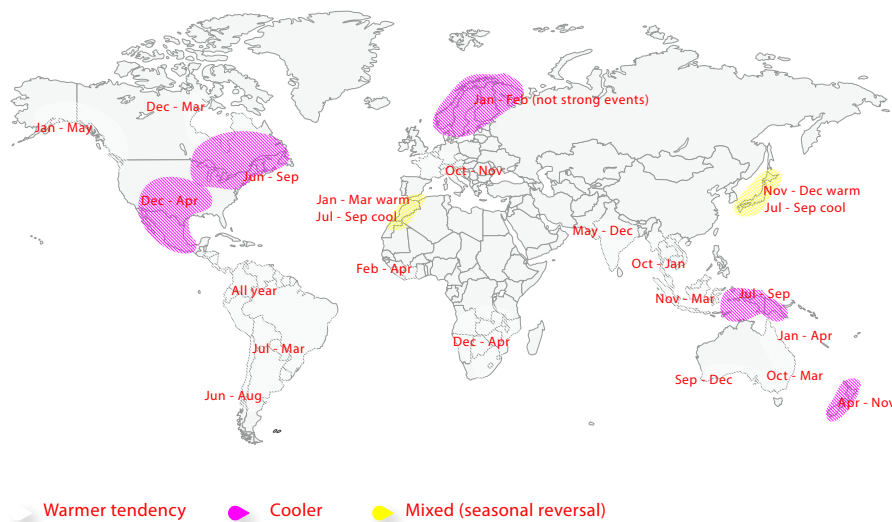 Dec - Mar
Jan - Feb (not strong events)
Jan - May
Oct - Nov
Jun - Sep
Dec - Apr
Jan - Mar warm
Jul - Sep cool
Nov - Dec warm
Jul - Sep cool
May - Dec
Feb - Apr
Oct - Jan
All year
Nov - Mar
Jul - Sep
Jan - Apr
Dec - Apr
Jul - Mar
Sep - Dec
Oct - Mar
Jun - Aug
Apr - Nov
Warmer tendency
Cooler
Mixed (seasonal reversal)